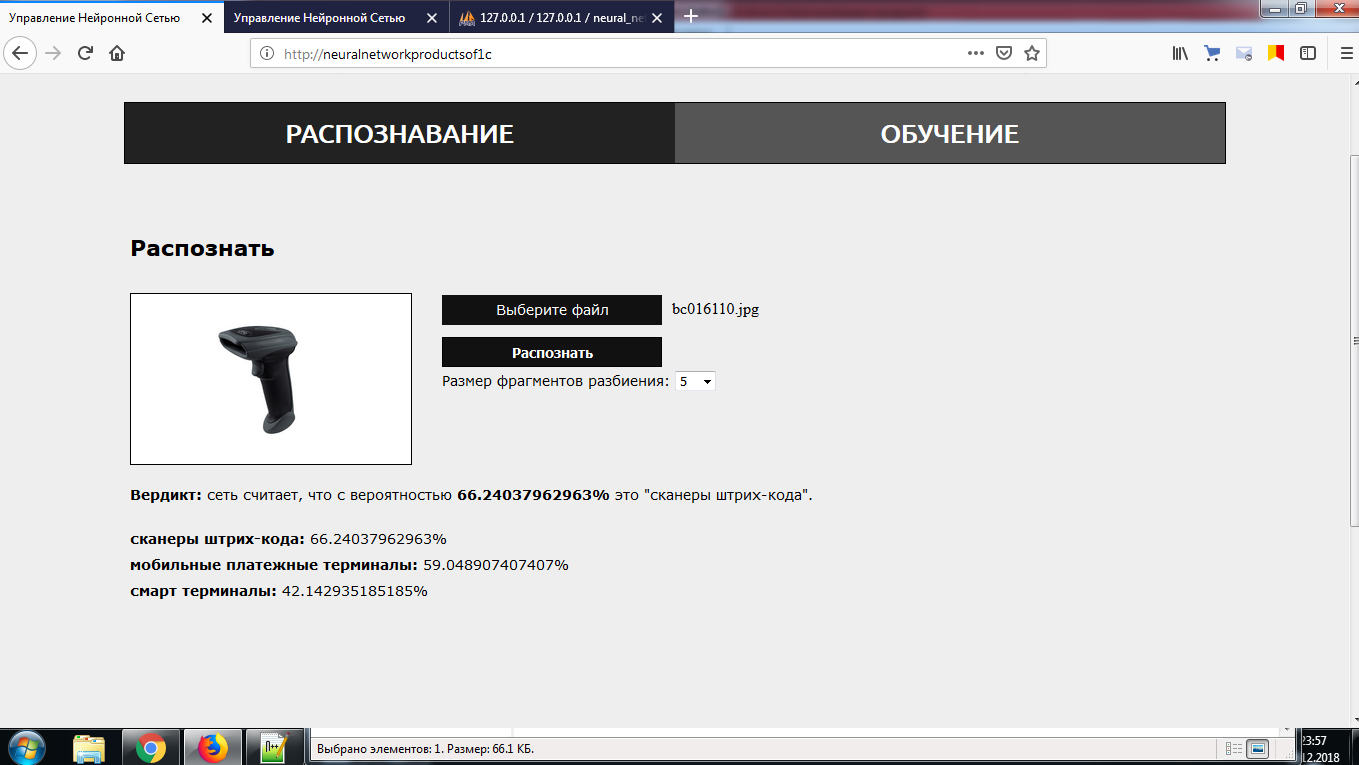 Управление Нейронной Сетью
Управление Нейронной Сетью
127.0.0.1 / 127.0.0.1 / neural_ne
http://neuralnetworkproductsof1c
РАСПОЗНАВАНИЕ
ОБУЧЕНИЕ
Распознать
Выберите файл
bc016110.jpg
Распознать
Размер фрагментов разбиения: 5
Вердикт: сеть считает, что с вероятностью 66.24037962963% это "сканеры штрих-кода".
сканеры штрих-кода: 66.24037962963%
мобильные платежные терминалы: 59.048907407407%
смарт терминалы: 42.142935185185%
Выбрано элементов: 1. Размер: 66.1 КБ.
23:57
12.2018